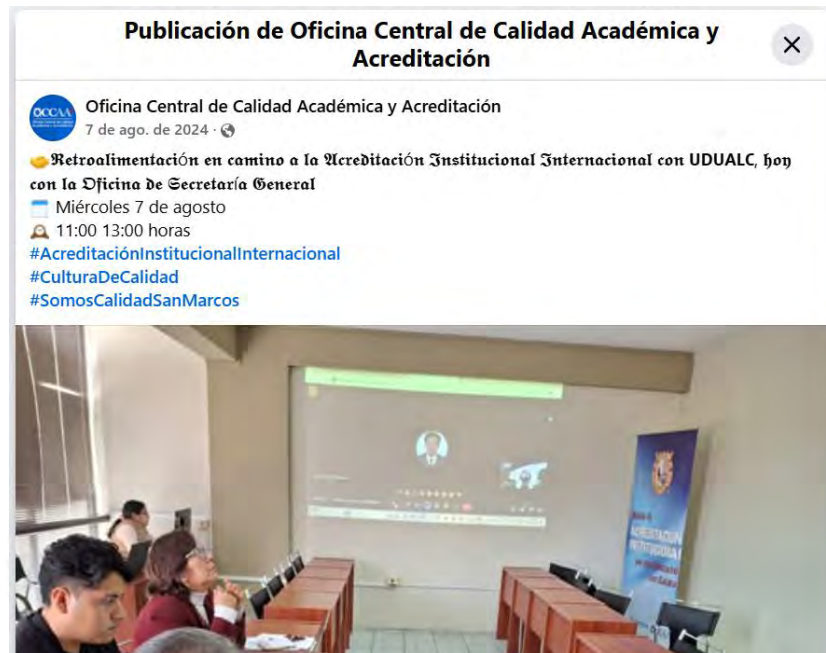 Publicación de Oficina Central de Calidad Académica y
Acreditación
OCCAA
Oficina Central de Calidad Académica y Acreditación
7 de ago. de 2024 ·
🤝𝕽𝖊𝖙𝖗𝖔𝖆𝖑𝖎𝖒𝖊𝖓𝖙𝖆𝖈𝖎ó𝖓 𝖊𝖓 𝖈𝖆𝖒𝖎𝖓𝖔 𝖆 𝖑𝖆 𝕬𝖈𝖗𝖊𝖉𝖎𝖙𝖆𝖈𝖎ó𝖓 𝕴𝖓𝖘𝖙𝖎𝖙𝖚𝖈𝖎𝖔𝖓𝖆𝖑 𝕴𝖓𝖙𝖊𝖗𝖓𝖆𝖈𝖎𝖔𝖓𝖆𝖑 𝖈𝖔𝖓 UDUALC, 𝖍𝖔𝖞
𝖈𝖔𝖓 𝖑𝖆 𝕺𝖋𝖎𝖈𝖎𝖓𝖆 𝖉𝖊 𝕾𝖊𝖈𝖗𝖊𝖙𝖆𝖗í𝖆 𝕲𝖊𝖓𝖊𝖗𝖆𝖑
🗓️ Miércoles 7 de agosto
🕰️ 11:00 13:00 horas
#AcreditaciónInstitucionalInternacional
#CulturaDeCalidad
#SomosCalidadSanMarcos
ACREDITACIÓN
INSTITUCIONAL